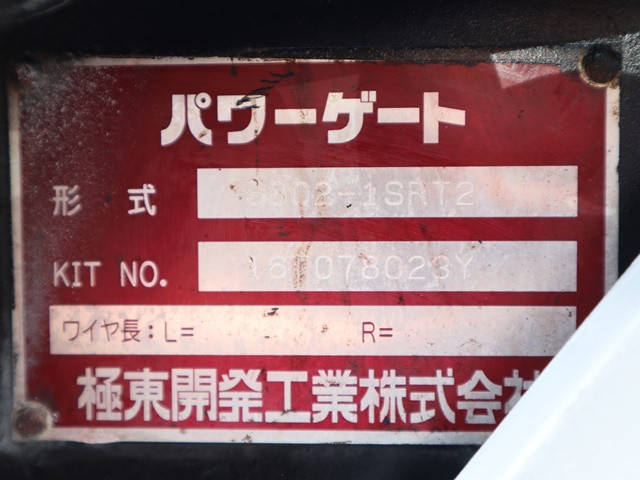 パワーゲート
形 式
KIT NO.
ワイヤ長:L= R=
極東開発工業株式会社